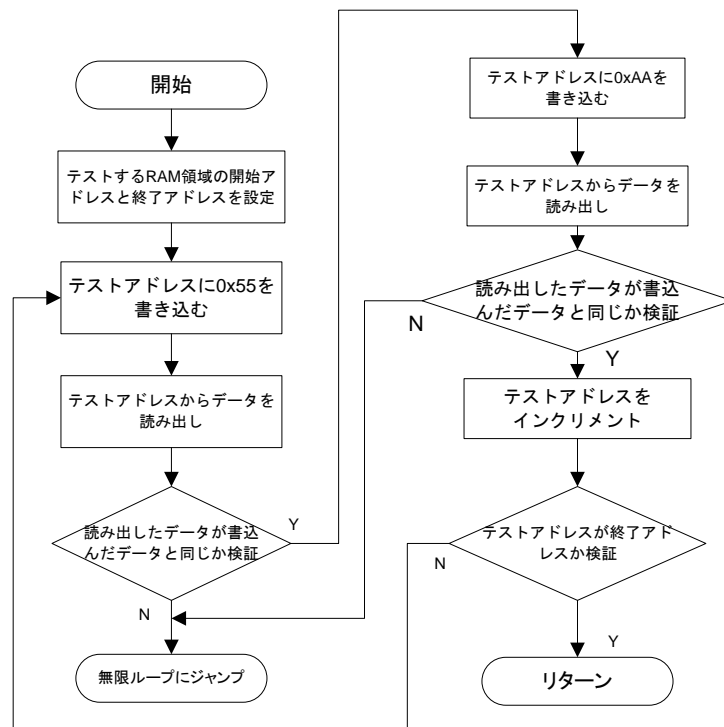 開始
テストするRAM領域の開始ア
ドレスと終了アドレスを設定
テストアドレスに0x55を
書き込む
テストアドレスからデータを
読み出し
読み出したデータが書込
んだデータと同じか検証
Y
N
無限ループにジャンプ
テストアドレスに0xAAを
書き込む
テストアドレスからデータを
読み出し
読み出したデータが書込
んだデータと同じか検証
N
Y
テストアドレスを
インクリメント
テストアドレスが終了アド
レスか検証
N
Y
リターン